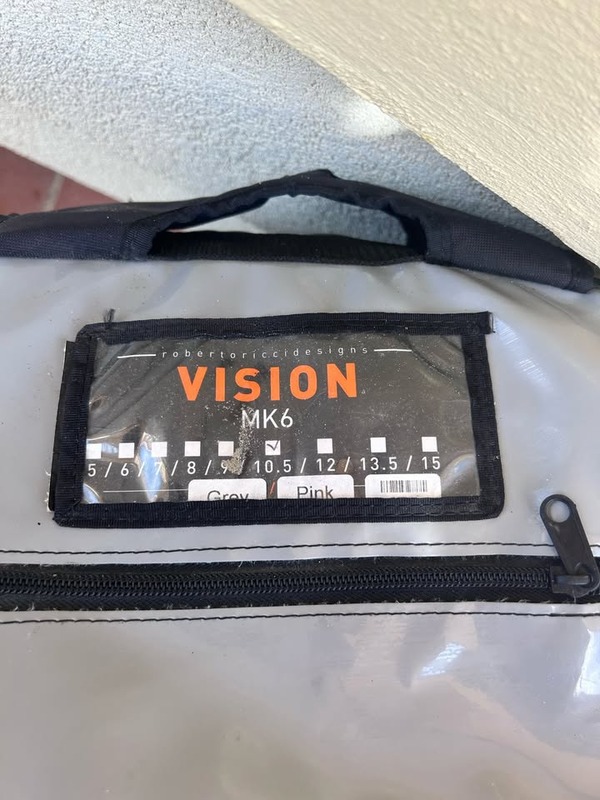 robertoriccidesigns
VISION
MK6
5 / 6 / 7 / 8 / 9 / 10.5 / 12 / 13.5 / 15
Grey / Pink